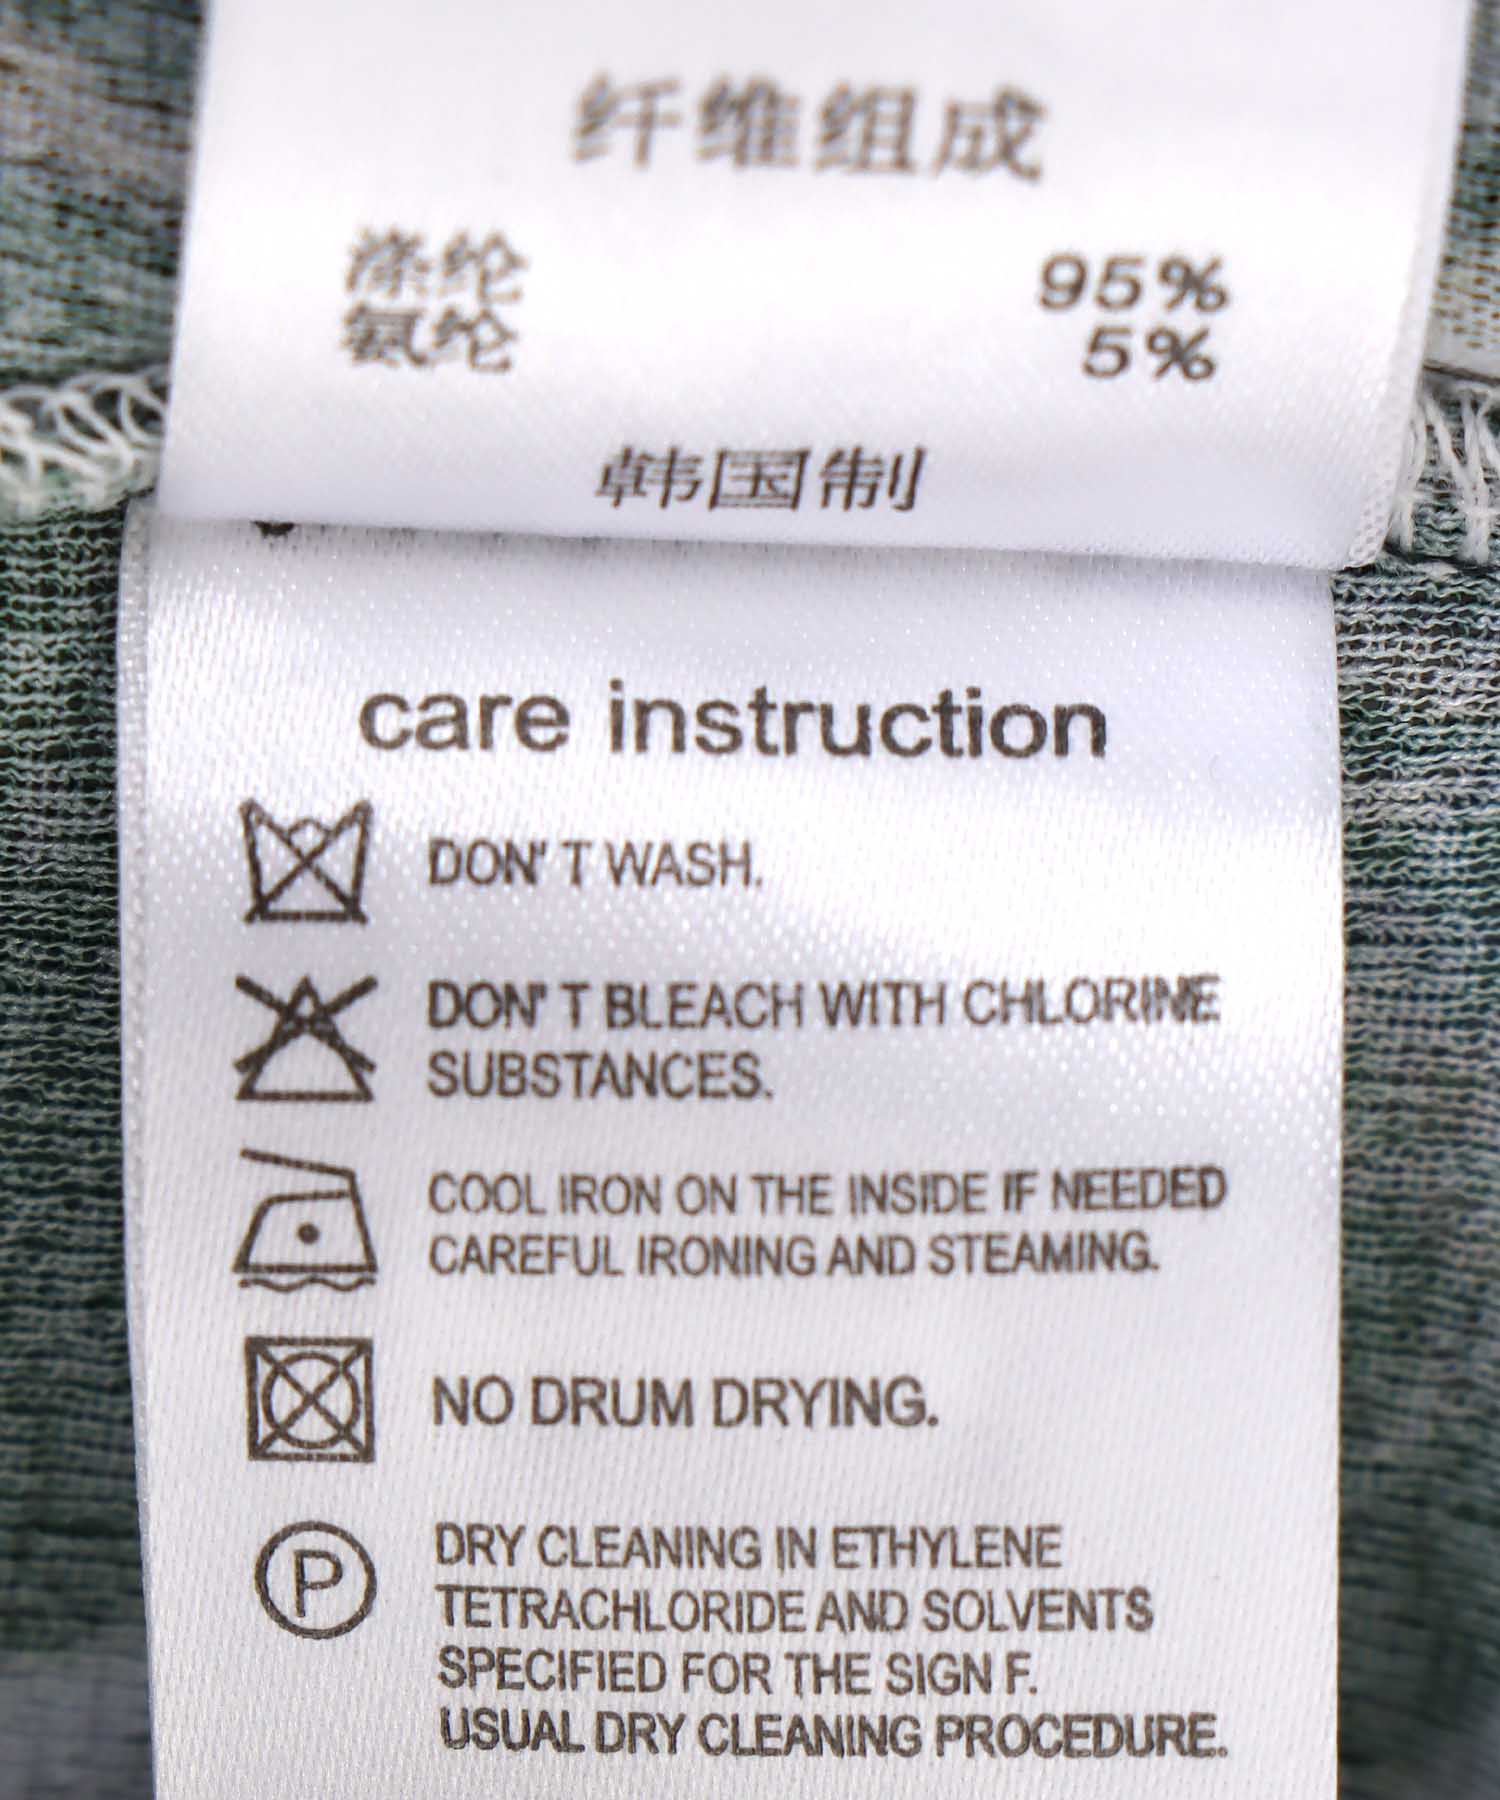 纤维组成
涤纶 95%
氨纶 5%
韩国制
care instruction
DON'T WASH.
DON'T BLEACH WITH CHLORINE
SUBSTANCES.
COOL IRON ON THE INSIDE IF NEEDED
CAREFUL IRONING AND STEAMING.
NO DRUM DRYING.
P
DRY CLEANING IN ETHYLENE
TETRACHLORIDE AND SOLVENTS
SPECIFIED FOR THE SIGN F.
USUAL DRY CLEANING PROCEDURE.